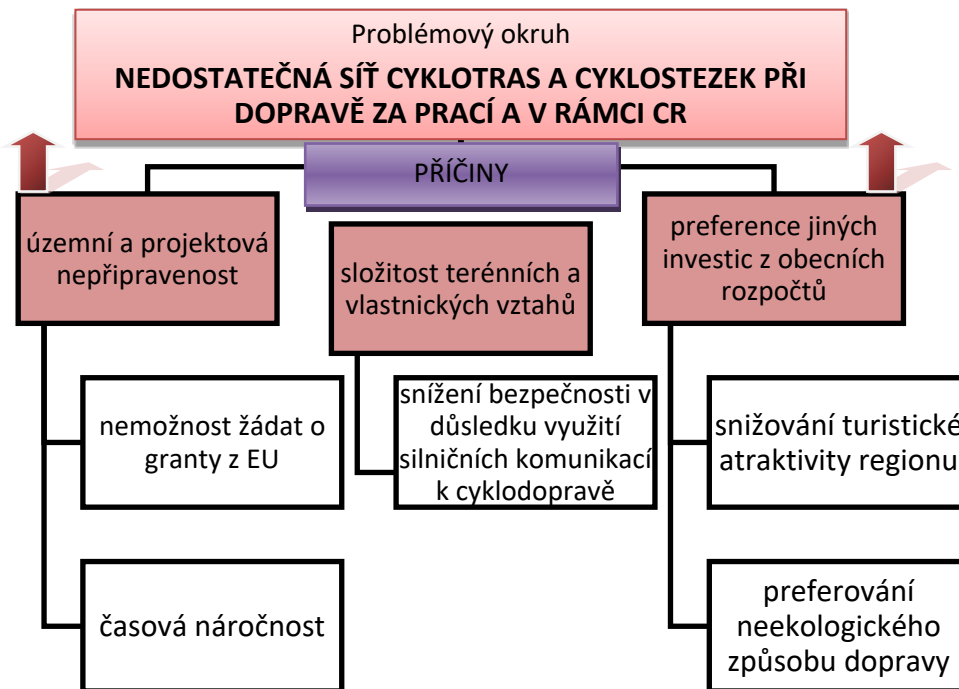 Problémový okruh
NEDOSTATEČNÁ SÍŤ CYKLOTRAS A CYKLOSTEZEK PŘI
DOPRAVĚ ZA PRACÍ A V RÁMCI CR
PŘÍČINY
územní a projektová
nepřipravenost
nemožnost žádat o
granty z EU
časová náročnost
složitost terénních a
vlastnických vztahů
snížení bezpečnosti v
důsledku využití
silničních komunikací
k cyklodopravě
preference jiných
investic z obecních
rozpočtů
snižování turistické
atraktivity regionu
preferování
neekologického
způsobu dopravy